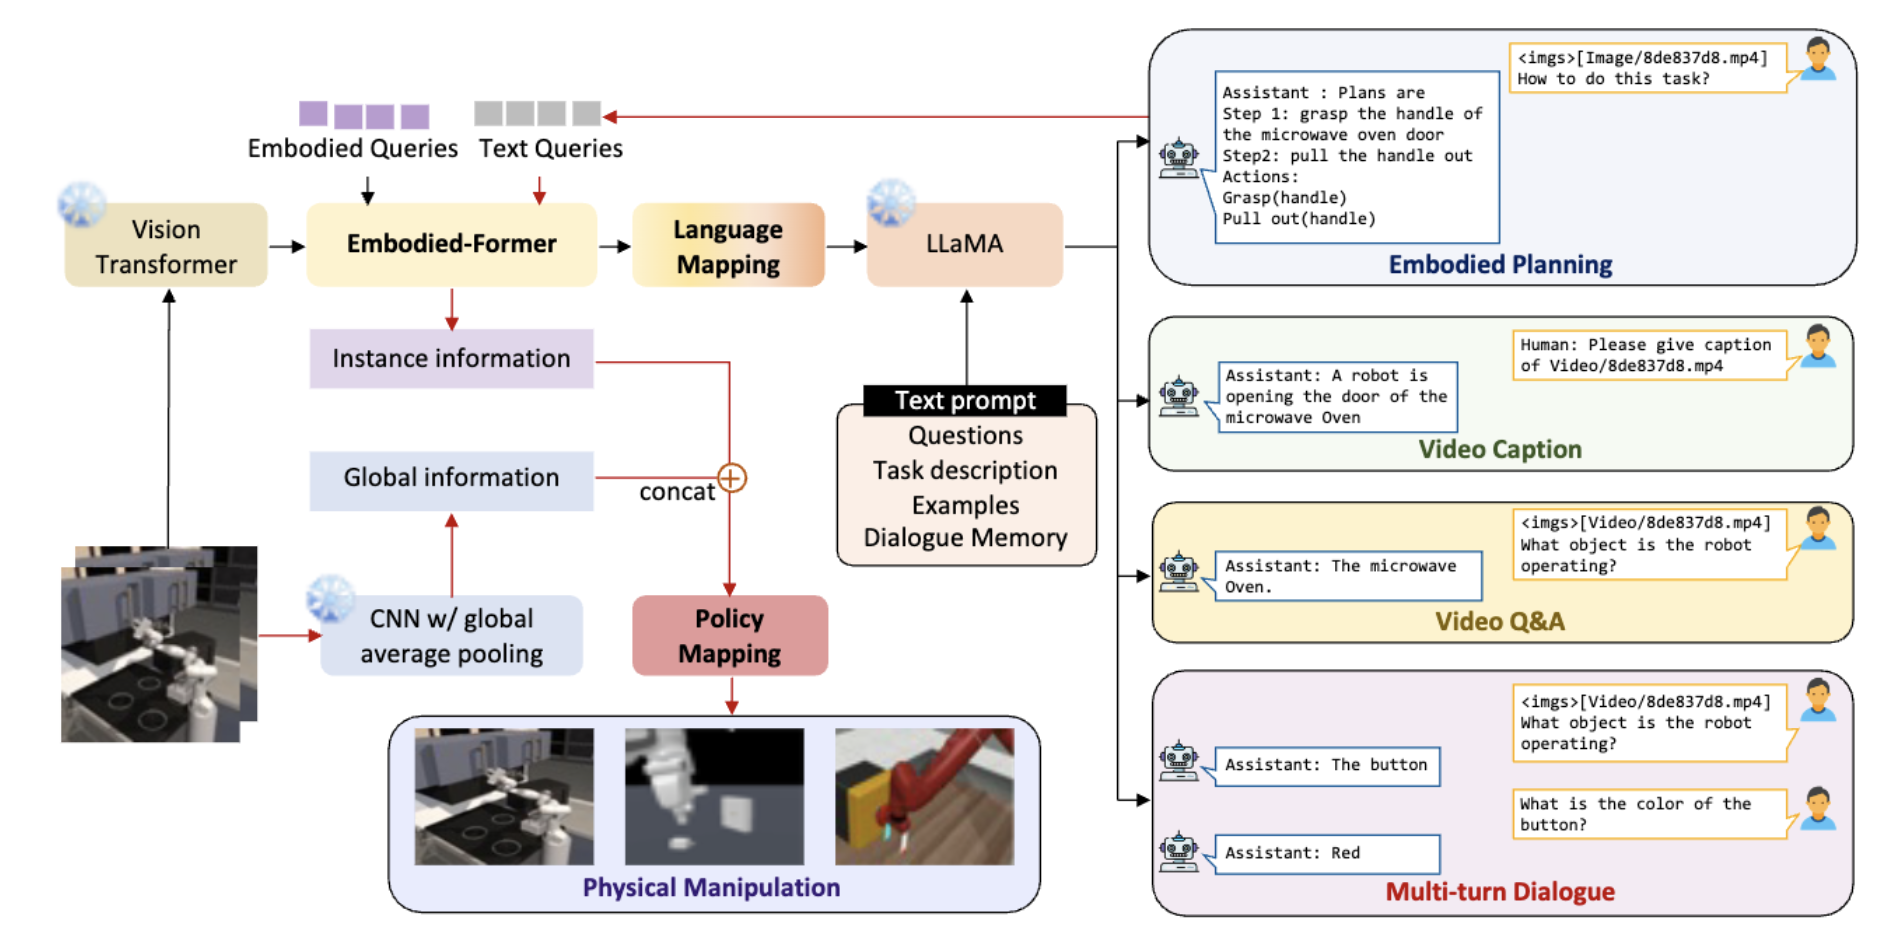 Embodied Queries
Text Queries
Vision
Transformer
Embodied-Former
Language
Mapping
LLaMA
Instance information
Global information
concat
CNN w/ global
average pooling
Policy
Mapping
Physical Manipulation
Text prompt
Questions
Task description
Examples
Dialogue Memory
<imgs>[Image/8de837d8.mp4]
How to do this task?
Assistant : Plans are
Step 1: grasp the handle of
the microwave oven door
Step2: pull the handle out
Actions:
Grasp(handle)
Pull out(handle)
Embodied Planning
Human: Please give caption
of Video/8de837d8.mp4
Assistant: A robot is
opening the door of the
microwave Oven
Video Caption
<imgs>[Video/8de837d8.mp4]
What object is the robot
operating?
Assistant: The microwave
Oven.
Video Q&A
<imgs>[Video/8de837d8.mp4]
What object is the robot
operating?
Assistant: The button
What is the color of the
button?
Assistant: Red
Multi-turn Dialogue